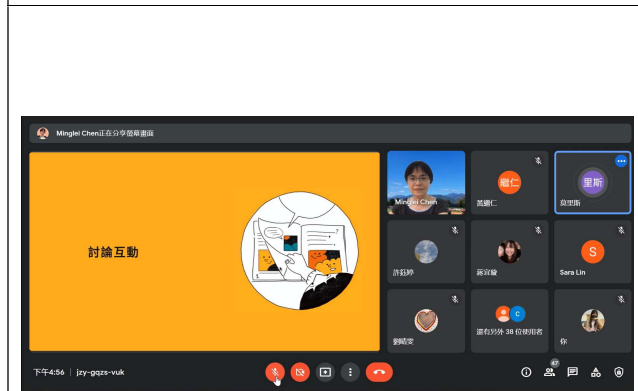 Minglei Chen正在分享螢幕畫面
討論互動
Minglei Chen
繼仁
黃繼仁
里斯
莫里斯
許鈺婷
蔣宜臻
S
Sara Lin
劉晴雯
C
還有另外 38 位使用者
你
下午4:56 | jzy-gqzs-vuk
47